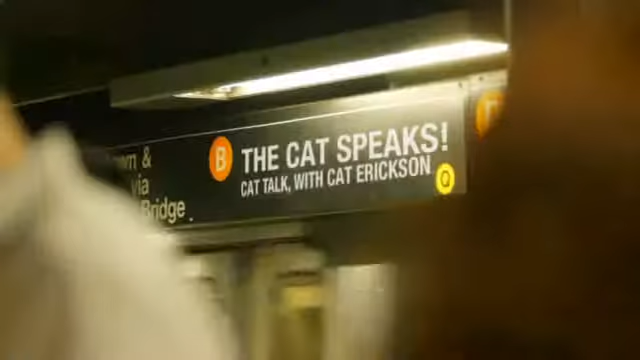 &
via
Bridge
B
THE CAT SPEAKS!
CAT TALK, WITH CAT ERICKSON
Q